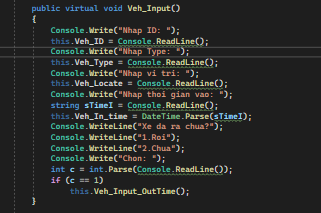 public virtual void Veh_Input()
{
Console.Write("Nhap ID: ");
this.Veh_ID = Console.ReadLine();
Console.Write("Nhap Type: ");
this.Veh_Type = Console.ReadLine();
Console.Write("Nhap vi tri: ");
this.Veh_Locate = Console.ReadLine();
Console.Write("Nhap thoi gian vao: ");
string sTimeI = Console.ReadLine();
this.Veh_In_time = DateTime.Parse(sTimeI);
Console.WriteLine("Xe da ra chua?");
Console.WriteLine("1.Roi");
Console.WriteLine("2.Chua");
Console.Write("Chon: ");
int c = int.Parse(Console.ReadLine());
if (c == 1)
this.Veh_Input_OutTime();